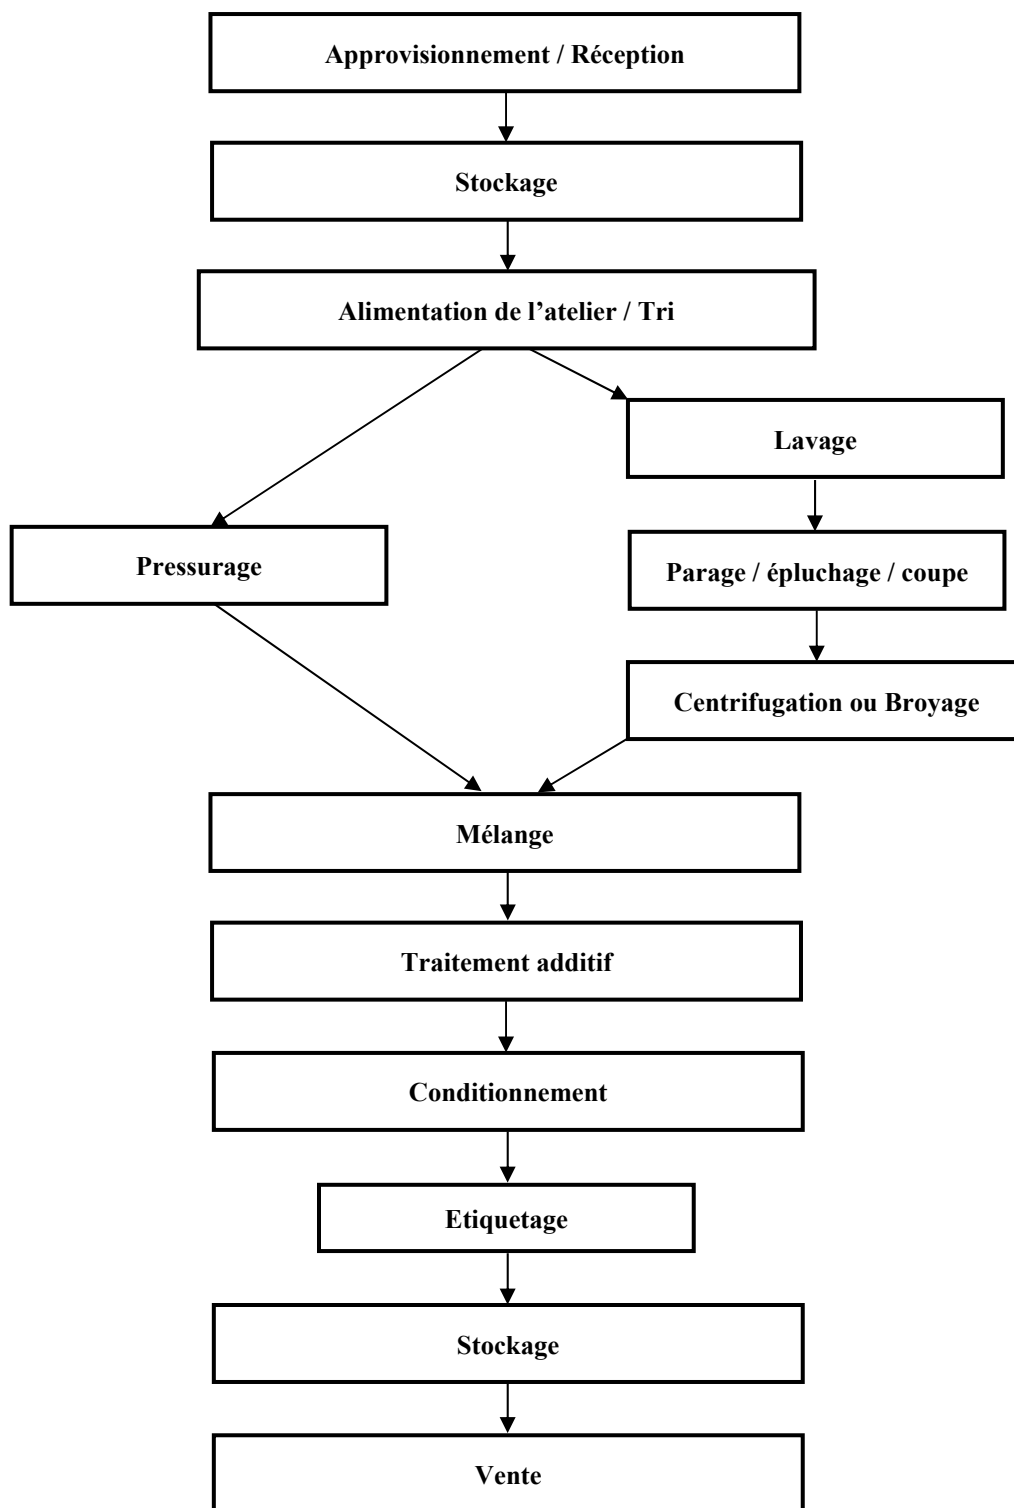 Approvisionnement / Réception
Stockage
Alimentation de l'atelier / Tri
Lavage
Pressurage
Parage / épluchage / coupe
Centrifugation ou Broyage
Mélange
Traitement additif
Conditionnement
Etiquetage
Stockage
Vente